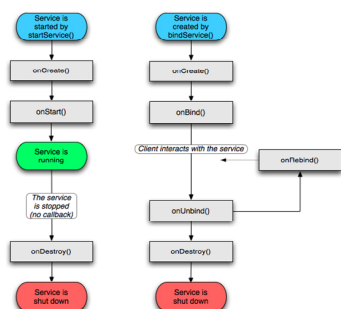 Service is
started by
startService()
onCreate()
onStart()
Service is
running
The service
is stopped
(no callback)
onDestroy()
Service is
shut down
Service is
created by
bindService()
onCreate()
onBind()
Client interacts with the service
onRebind()
onUnbind()
onDestroy()
Service is
shut down